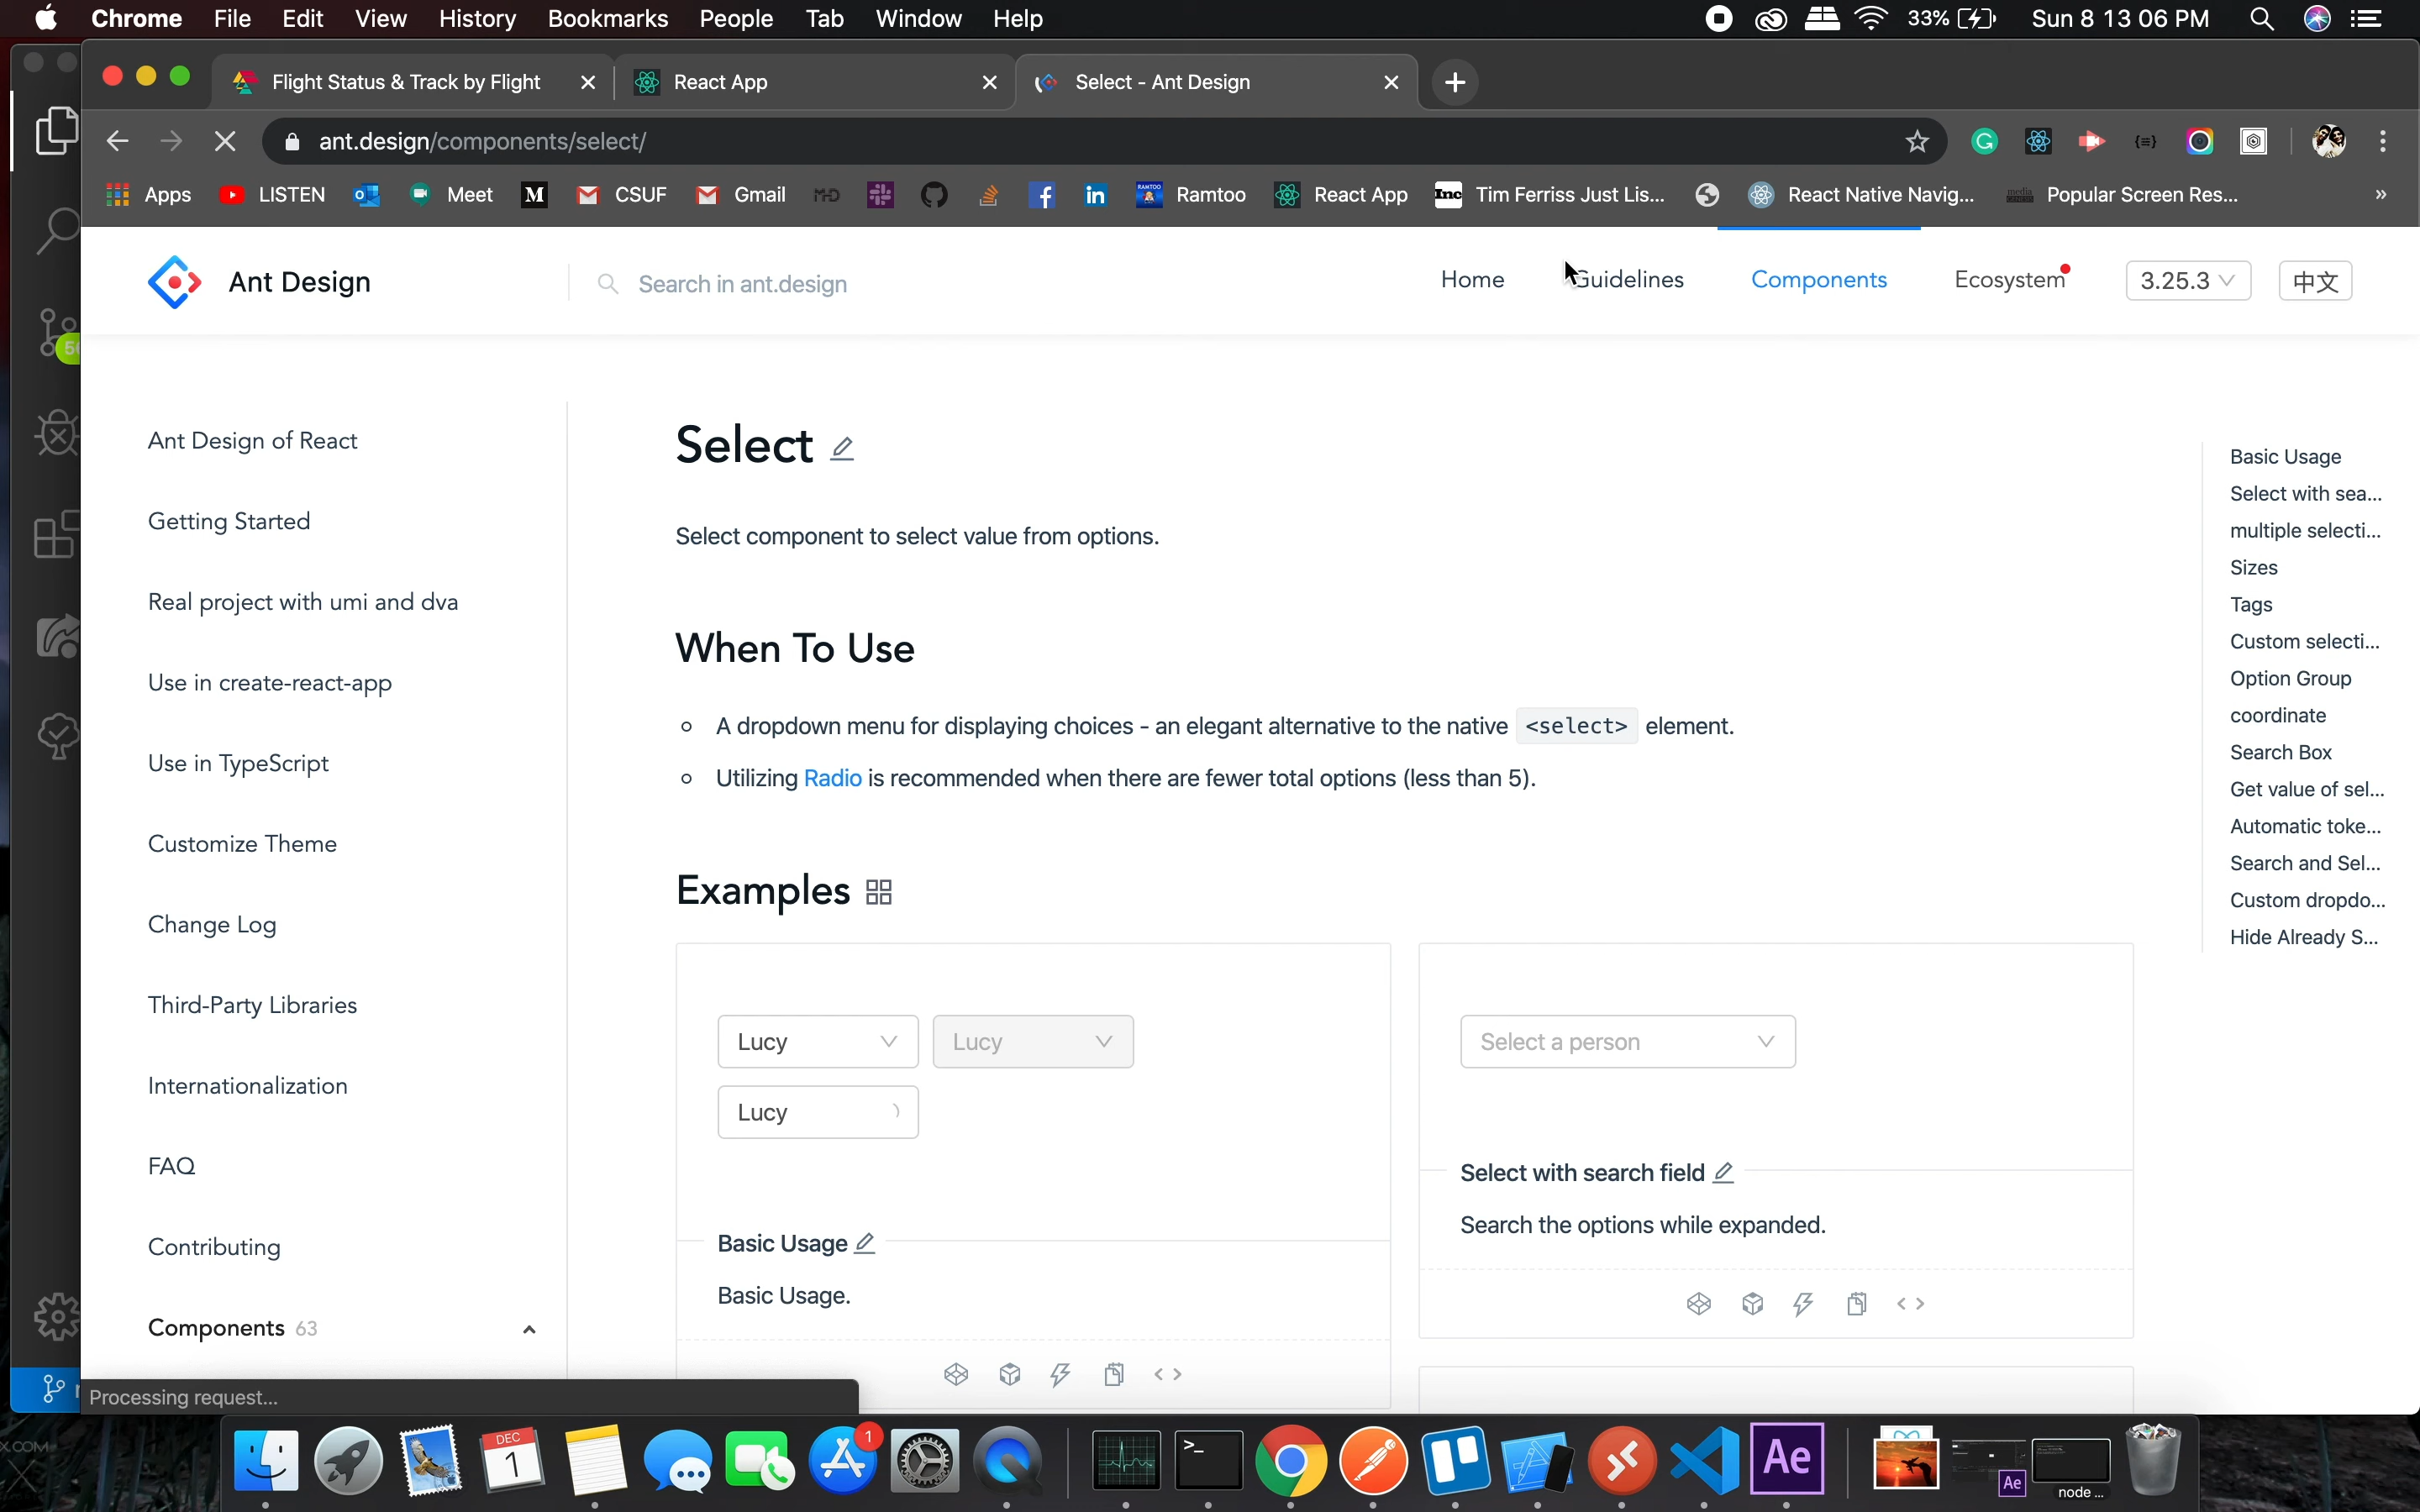 Chrome File Edit View History Bookmarks People Tab Window Help 33% Sun 8 13 06 PM
Flight Status & Track by Flight React App Select - Ant Design
ant.design/components/select/
Apps LISTEN Meet M CSUF Gmail Ramtoo React App Inc Tim Ferriss Just Lis... React Native Navig... Popular Screen Res... »
Ant Design Search in ant.design Home Guidelines Components Ecosystem 3.25.3 中文
Ant Design of React
Getting Started
Real project with umi and dva
Use in create-react-app
Use in TypeScript
Customize Theme
Change Log
Third-Party Libraries
Internationalization
FAQ
Contributing
Components 63
Select
Select component to select value from options.
When To Use
A dropdown menu for displaying choices - an elegant alternative to the native <select> element.
Utilizing Radio is recommended when there are fewer total options (less than 5).
Examples
Lucy Lucy
Lucy
Basic Usage
Basic Usage.
Select a person
Select with search field
Search the options while expanded.
Basic Usage
Select with sea...
multiple selecti...
Sizes
Tags
Custom selecti...
Option Group
coordinate
Search Box
Get value of sel...
Automatic toke...
Search and Sel...
Custom dropdo...
Hide Already S...
Processing request...
DEC
1
1
Ae
Ae
node ...